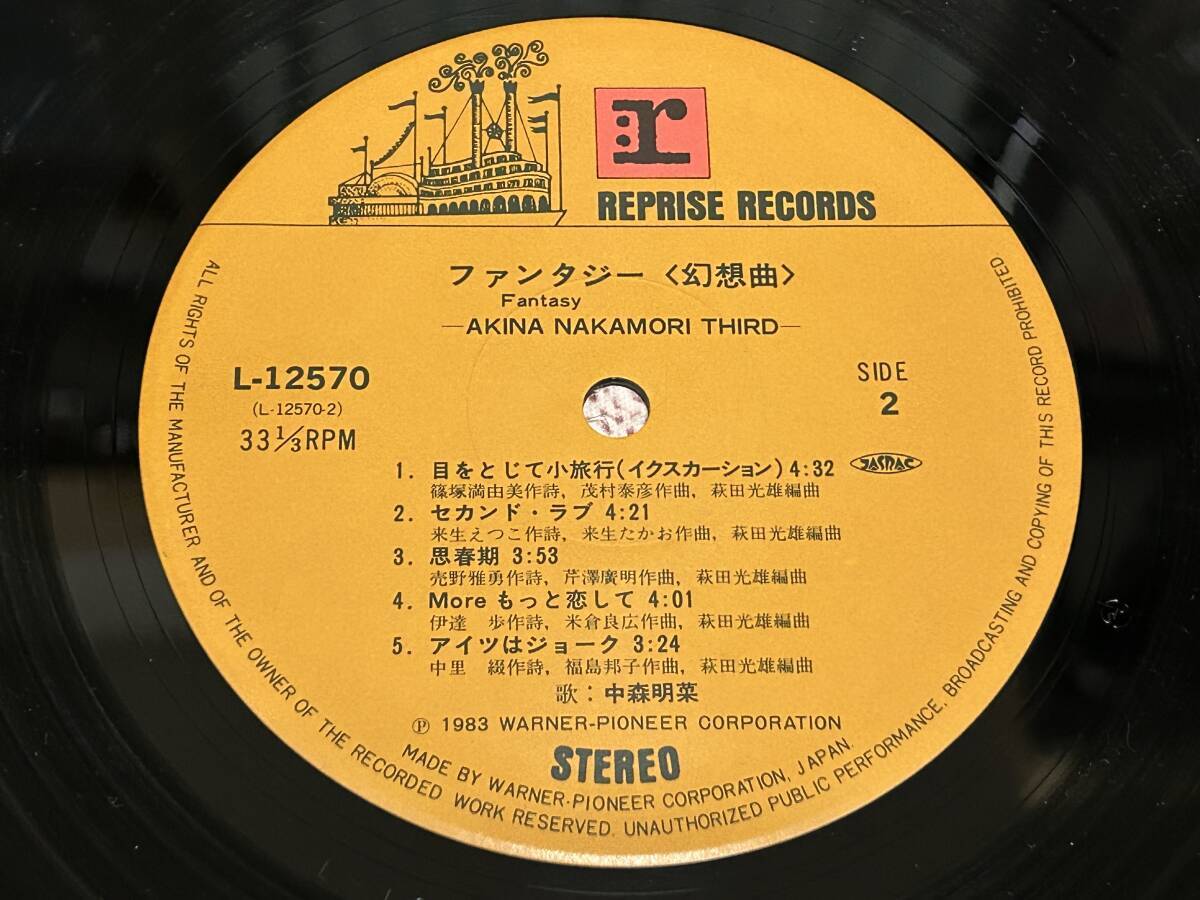 r
REPRISE RECORDS
ファンタジー〈幻想曲〉
Fantasy
—AKINA NAKAMORI THIRD—
L-12570
(L-12570-2)
33 1/3 RPM
SIDE
2
1. 目をとじて小旅行(イクスカーション) 4:32
JASRAC
篠塚満由美作詩, 茂村泰彦作曲, 萩田光雄編曲
2. セカンド・ラブ 4:21
来生えつこ作詩, 来生たかお作曲, 萩田光雄編曲
3. 思春期 3:53
売野雅勇作詩, 芹澤廣明作曲, 萩田光雄編曲
4. More もっと恋して 4:01
伊達 歩作詩, 米倉良広作曲, 萩田光雄編曲
5. アイツはジョーク 3:24
中里 綴作詩, 福島邦子作曲, 萩田光雄編曲
歌:中森明菜
Ⓟ 1983 WARNER-PIONEER CORPORATION
STEREO
MADE BY WARNER-PIONEER CORPORATION, JAPAN.
ALL RIGHTS OF THE MANUFACTURER AND OF THE OWNER OF THE RECORDED WORK RESERVED. UNAUTHORIZED PUBLIC PERFORMANCE, BROADCASTING AND COPYING OF THIS RECORD PROHIBITED